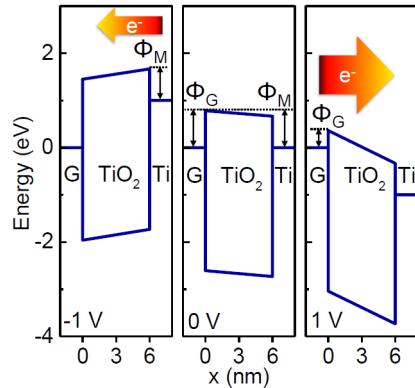 e⁻
Φ_M
Φ_G
Φ_M
e⁻
Φ_G
Energy (eV)
2
0
-2
-4
G TiO₂ Ti
G TiO₂ Ti
G TiO₂ Ti
-1 V
0 V
1 V
0 3 6
0 3 6
0 3 6
x (nm)